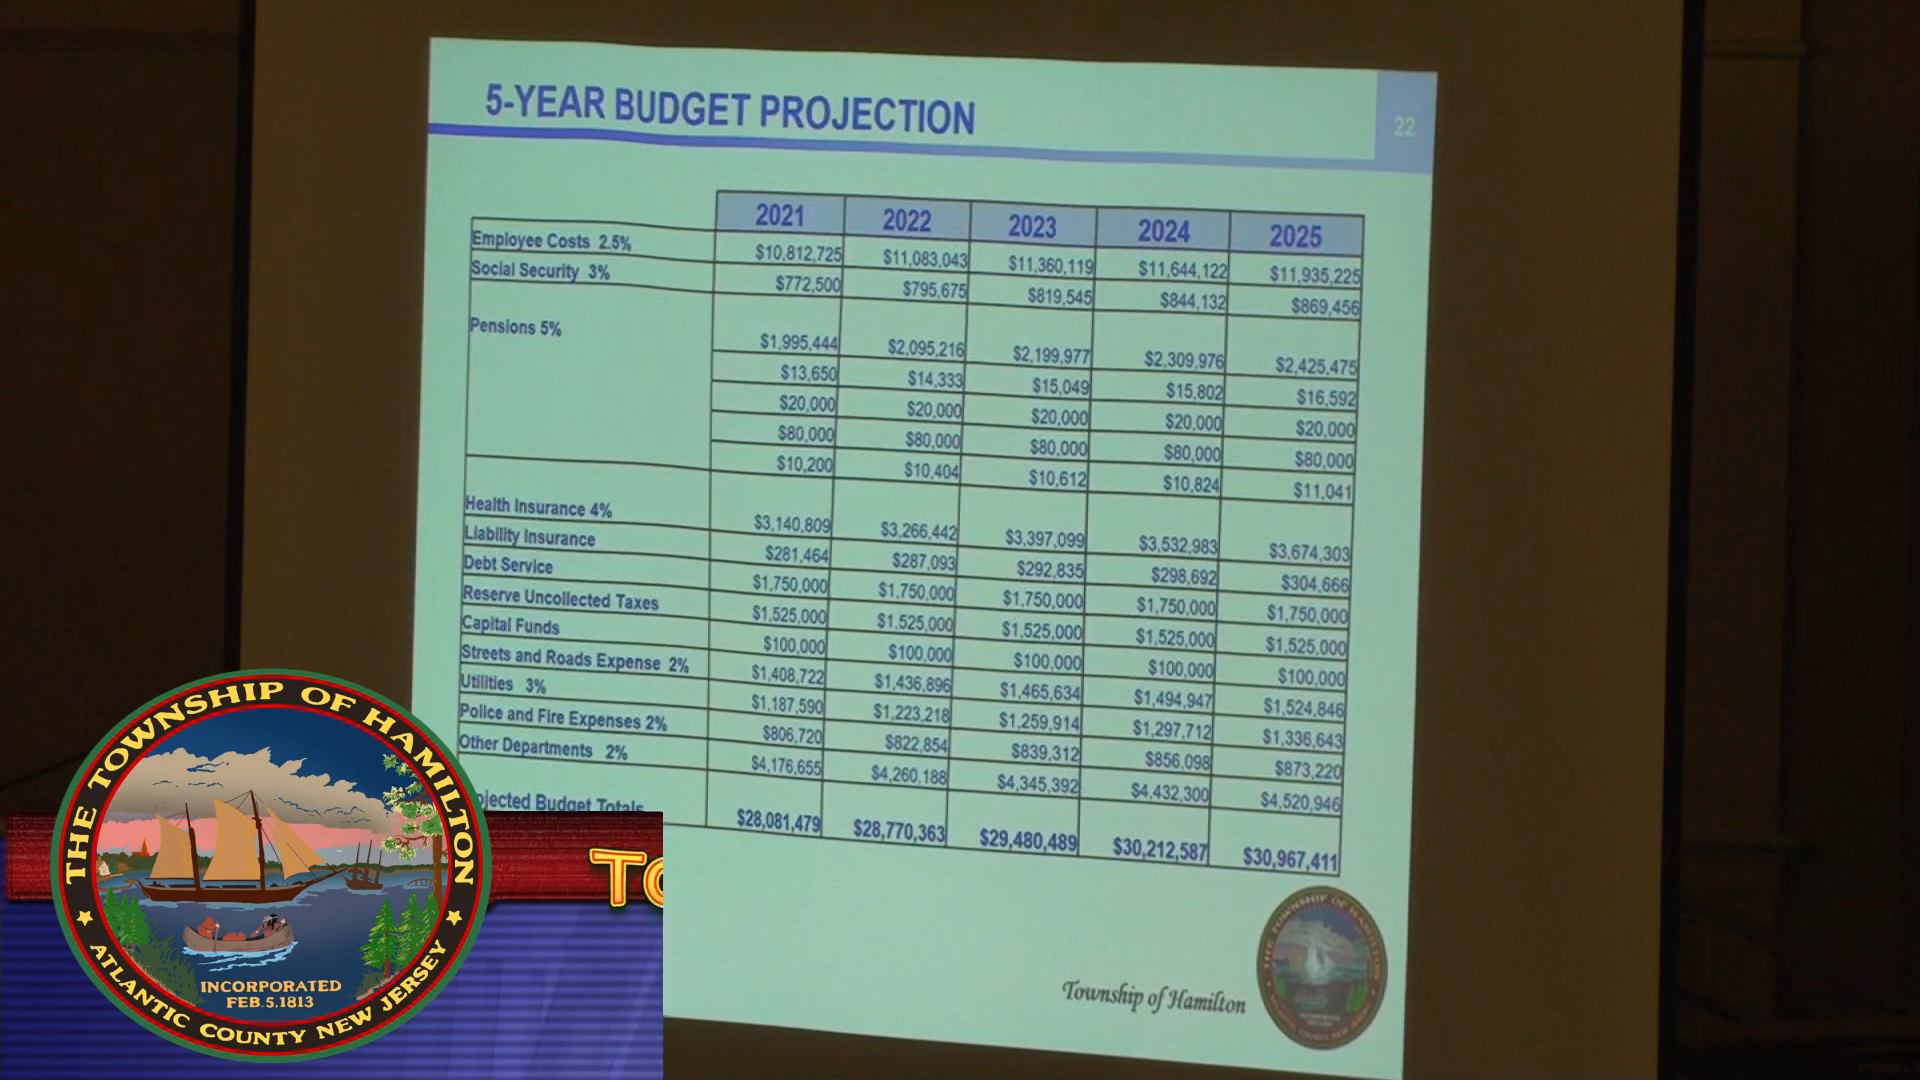 5-YEAR BUDGET PROJECTION
22
2021 2022 2023 2024 2025
Employee Costs 2.5% $10,812,725 $11,083,043 $11,360,119 $11,644,122 $11,935,225
Social Security 3% $772,500 $795,675 $819,545 $844,132 $869,456
Pensions 5% $1,995,444 $2,095,216 $2,199,977 $2,309,976 $2,425,475
$13,650 $14,333 $15,049 $15,802 $16,592
$20,000 $20,000 $20,000 $20,000 $20,000
$80,000 $80,000 $80,000 $80,000 $80,000
$10,200 $10,404 $10,612 $10,824 $11,041
Health Insurance 4% $3,140,809 $3,266,442 $3,397,099 $3,532,983 $3,674,303
Liability Insurance $281,464 $287,093 $292,835 $298,692 $304,666
Debt Service $1,750,000 $1,750,000 $1,750,000 $1,750,000 $1,750,000
Reserve Uncollected Taxes $1,525,000 $1,525,000 $1,525,000 $1,525,000 $1,525,000
Capital Funds $100,000 $100,000 $100,000 $100,000 $100,000
Streets and Roads Expense 2% $1,408,722 $1,436,896 $1,465,634 $1,494,947 $1,524,846
Utilities 3% $1,187,590 $1,223,218 $1,259,914 $1,297,712 $1,336,643
Police and Fire Expenses 2% $806,720 $822,854 $839,312 $856,098 $873,220
Other Departments 2% $4,176,655 $4,260,188 $4,345,392 $4,432,300 $4,520,946
ojected Budget Totals $28,081,479 $28,770,363 $29,480,489 $30,212,587 $30,967,411
Township of Hamilton
THE TOWNSHIP OF HAMILTON
INCORPORATED
FEB.5.1813
ATLANTIC COUNTY NEW JERSEY
To